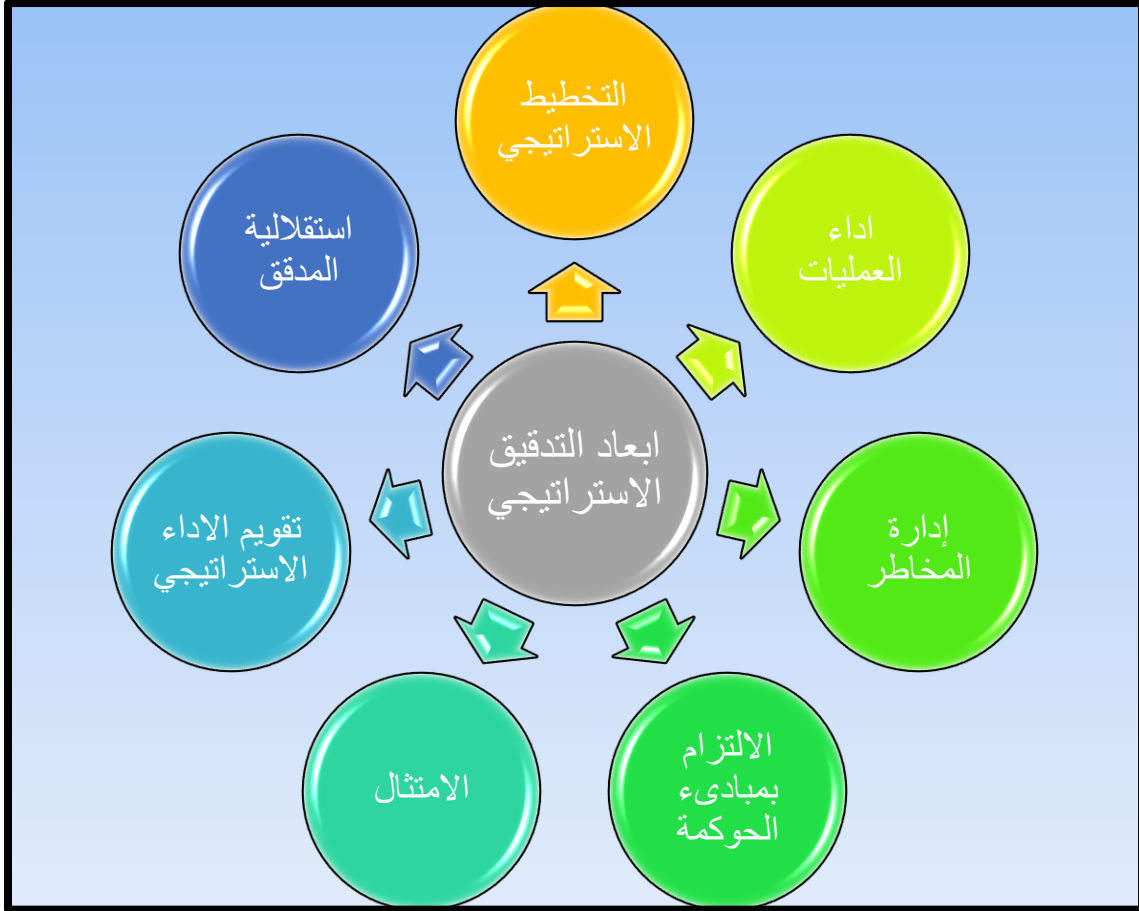 التخطيط
الاستراتيجي
اداء
العمليات
إدارة
المخاطر
الالتزام
بمبادىء
الحوكمة
الامتثال
تقويم الاداء
الاستراتيجي
استقلالية
المدقق
ابعاد التدقيق
الاستراتيجي